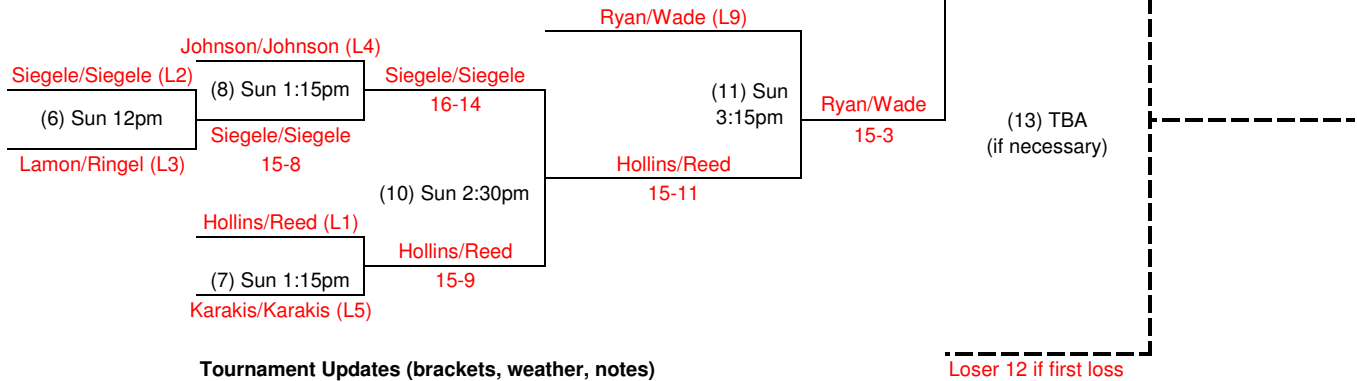 Ryan/Wade (L9)
Johnson/Johnson (L4)
Siegele/Siegele (L2)
(8) Sun 1:15pm
Siegele/Siegele
16-14
(11) Sun
3:15pm
Ryan/Wade
15-3
(6) Sun 12pm
(13) TBA
(if necessary)
Siegele/Siegele
15-8
Lamon/Ringel (L3)
Hollins/Reed
15-11
(10) Sun 2:30pm
Hollins/Reed (L1)
Hollins/Reed
15-9
(7) Sun 1:15pm
Karakis/Karakis (L5)
Tournament Updates (brackets, weather, notes)
Loser 12 if first loss